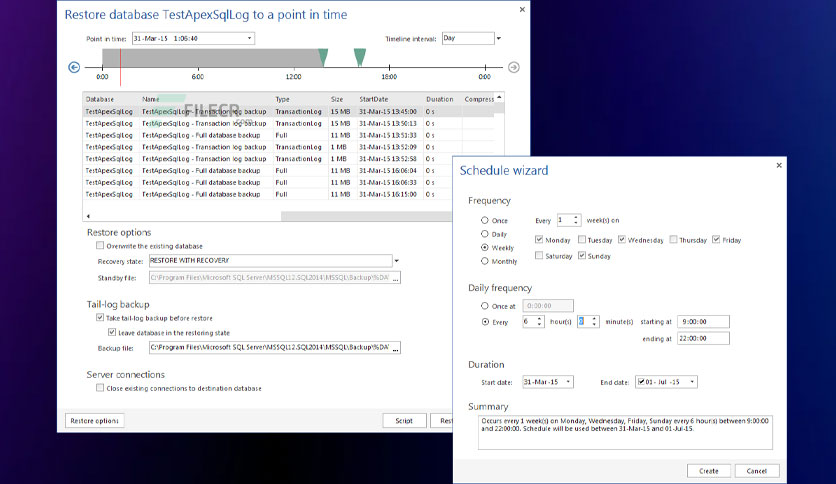 Restore database TestApexSqlLog to a point in time
Point in time: 31-Mar-15 1:06:40 Timeline interval: Day
0:00 6:00 12:00 18:00 0:00
FILECR
.com
Database Name Type Size StartDate Duration Compress
TestApexSqlLog TestApexSqlLog - Transaction log backup TransactionLog 15 MB 31-Mar-15 13:45:00 0 s
TestApexSqlLog TestApexSqlLog - Transaction log backup TransactionLog 15 MB 31-Mar-15 13:50:13 0 s
TestApexSqlLog TestApexSqlLog - Full database backup Full 11 MB 31-Mar-15 13:51:33 0 s
TestApexSqlLog TestApexSqlLog - Transaction log backup TransactionLog 1 MB 31-Mar-15 13:52:09 0 s
TestApexSqlLog TestApexSqlLog - Transaction log backup TransactionLog 1 MB 31-Mar-15 13:52:58 0 s
TestApexSqlLog TestApexSqlLog - Full database backup Full 11 MB 31-Mar-15 16:06:04 0 s
TestApexSqlLog TestApexSqlLog - Full database backup Full 11 MB 31-Mar-15 16:06:33 0 s
TestApexSqlLog TestApexSqlLog - Full database backup Full 11 MB 31-Mar-15 16:15:00 0 s
Restore options
Overwrite the existing database
Recovery state: RESTORE WITH RECOVERY
Standby file: C:\Program Files\Microsoft SQL Server\MSSQL12.SQL2014\MSSQL\Backup\%DA ...
Tail-log backup
Take tail-log backup before restore
Leave database in the restoring state
Backup file: C:\Program Files\Microsoft SQL Server\MSSQL12.SQL2014\MSSQL\Backup\%DA ...
Server connections
Close existing connections to destination database
Restore options Script Rest
Schedule wizard
Frequency
Once Every 1 week(s) on
Daily
Weekly
Monthly
Monday Tuesday Wednesday Thursday Friday
Saturday Sunday
Daily frequency
Once at 0:00:00
Every 6 hour(s) 0 minute(s) starting at 9:00:00
ending at 22:00:00
Duration
Start date: 31-Mar-15 End date: 01- Jul -15
Summary
Occurs every 1 week(s) on Monday, Wednesday, Friday, Sunday every 6 hour(s) between 9:00:00
and 22:00:00. Schedule will be used between 31-Mar-15 and 01-Jul-15.
Create Cancel